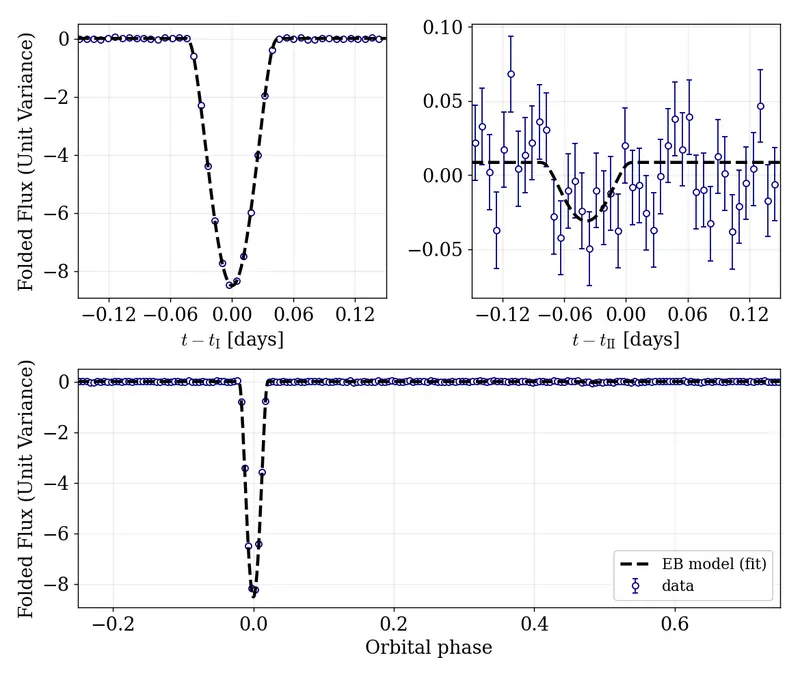 Folded Flux (Unit Variance)
0
−2
−4
−6
−8
−0.12 −0.06 0.00 0.06 0.12
t − tI [days]
0.10
0.05
0.00
−0.05
−0.12 −0.06 0.00 0.06 0.12
t − tII [days]
Folded Flux (Unit Variance)
0
−2
−4
−6
−8
EB model (fit)
data
−0.2 0.0 0.2 0.4 0.6
Orbital phase